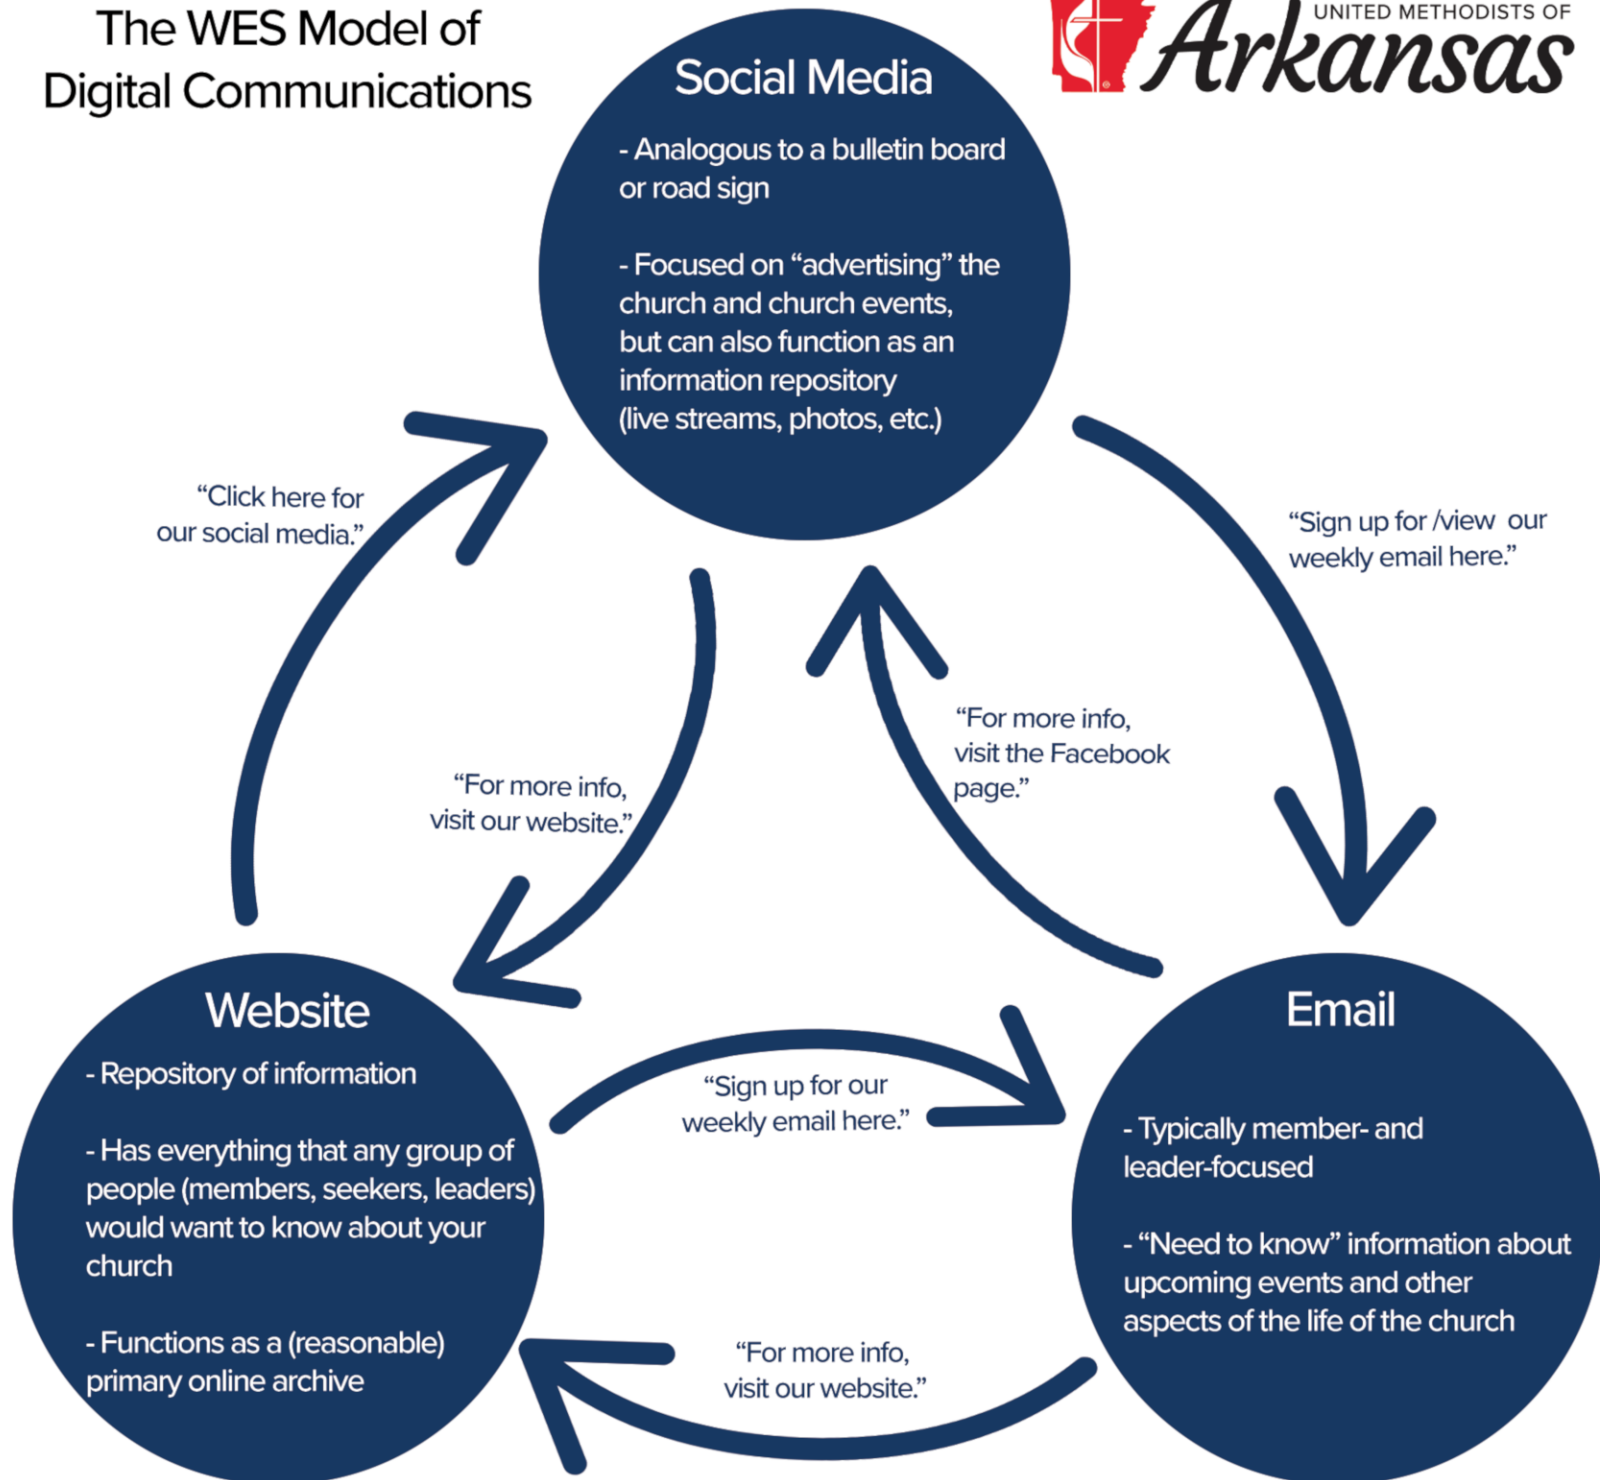 The WES Model of
Digital Communications
UNITED METHODISTS OF
Arkansas
®
Social Media
- Analogous to a bulletin board
or road sign
- Focused on “advertising” the
church and church events,
but can also function as an
information repository
(live streams, photos, etc.)
“Click here for
our social media.”
“Sign up for /view  our
weekly email here.”
“For more info,
visit the Facebook
page.”
“For more info,
visit our website.”
Website
- Repository of information
- Has everything that any group of
people (members, seekers, leaders)
would want to know about your
church
- Functions as a (reasonable)
primary online archive
“Sign up for our
weekly email here.”
Email
- Typically member- and
leader-focused
- “Need to know” information about
upcoming events and other
aspects of the life of the church
“For more info,
visit our website.”